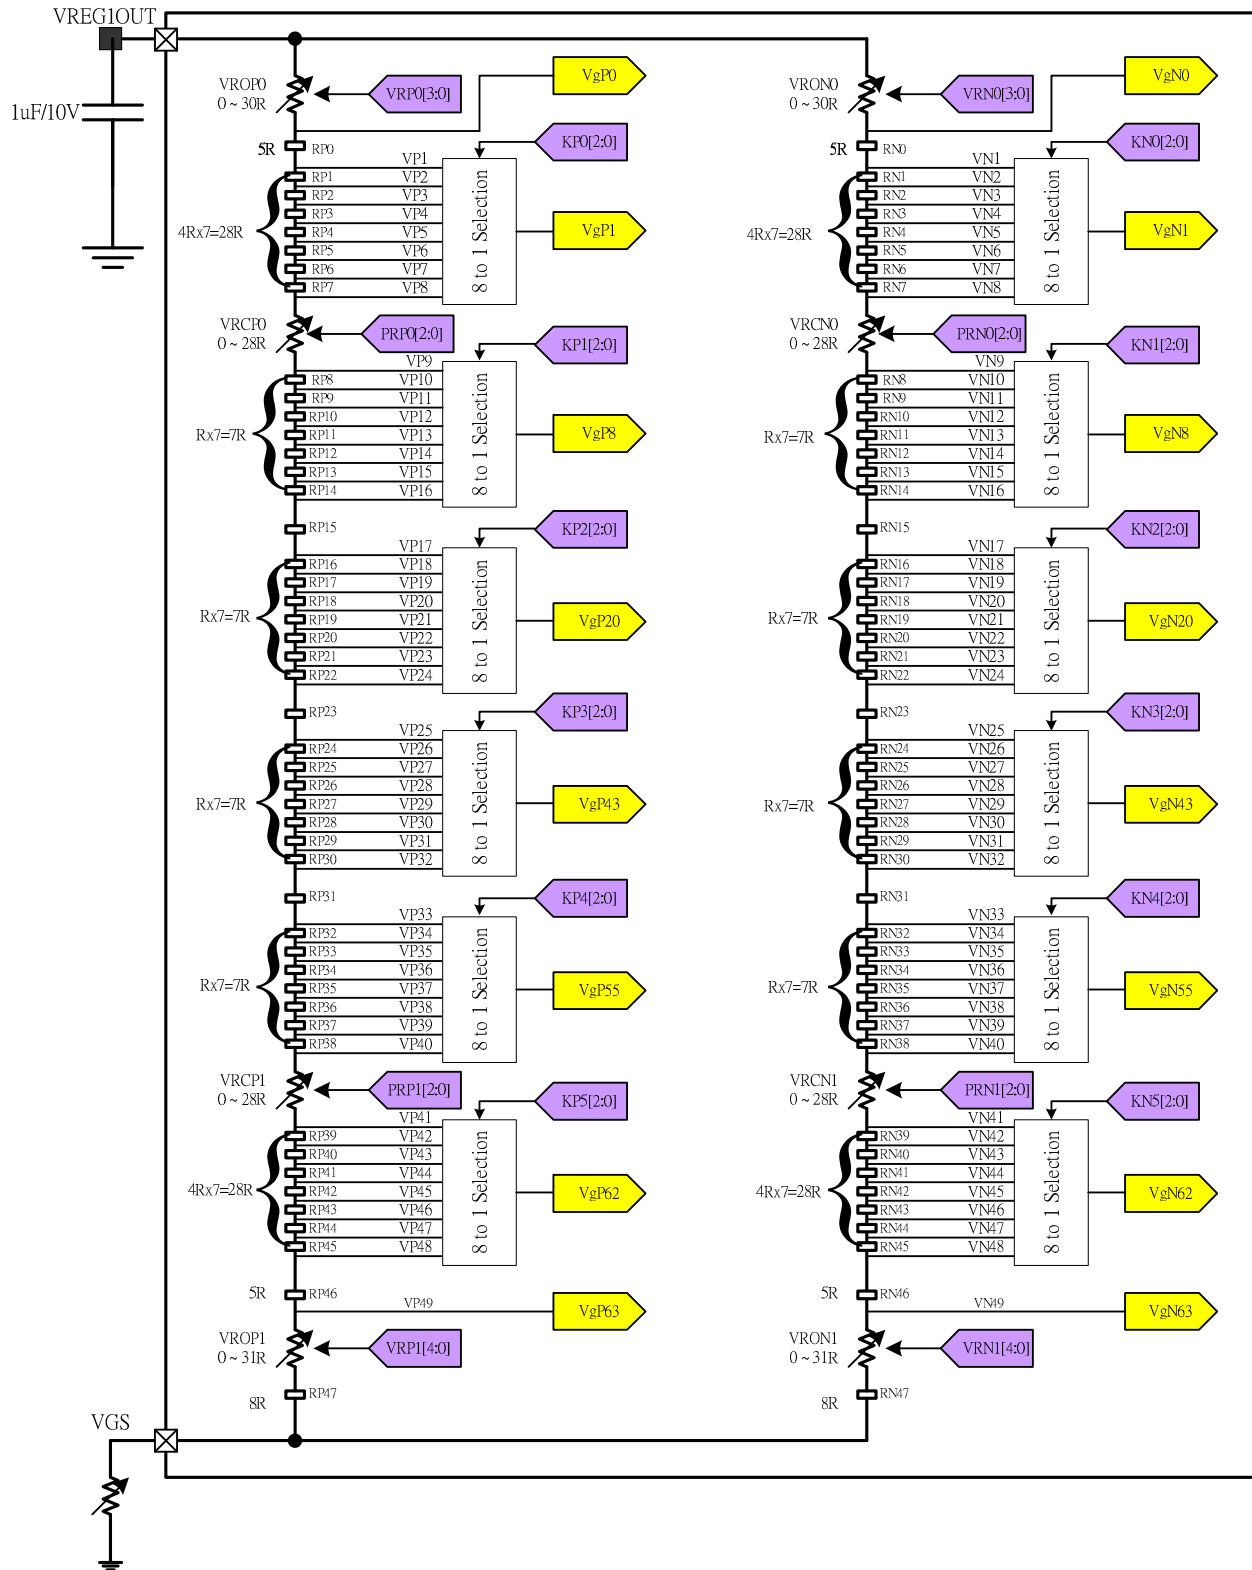 VREG1OUT
1uF/10V
VROP0
0 ~ 30R
VRP0[3:0]
VgP0
5R
RP0
KP0[2:0]
VP1
RP1
VP2
RP2
VP3
RP3
VP4
RP4
VP5
RP5
VP6
RP6
VP7
RP7
VP8
4Rx7=28R
8 to 1 Selection
VgP1
VRCP0
0 ~ 28R
PRP0[2:0]
KP1[2:0]
VP9
RP8
VP10
RP9
VP11
RP10
VP12
RP11
VP13
RP12
VP14
RP13
VP15
RP14
VP16
Rx7=7R
8 to 1 Selection
VgP8
RP15
KP2[2:0]
VP17
RP16
VP18
RP17
VP19
RP18
VP20
RP19
VP21
RP20
VP22
RP21
VP23
RP22
VP24
Rx7=7R
8 to 1 Selection
VgP20
RP23
KP3[2:0]
VP25
RP24
VP26
RP25
VP27
RP26
VP28
RP27
VP29
RP28
VP30
RP29
VP31
RP30
VP32
Rx7=7R
8 to 1 Selection
VgP43
RP31
KP4[2:0]
VP33
RP32
VP34
RP33
VP35
RP34
VP36
RP35
VP37
RP36
VP38
RP37
VP39
RP38
VP40
Rx7=7R
8 to 1 Selection
VgP55
VRCP1
0 ~ 28R
PRP1[2:0]
KP5[2:0]
VP41
RP39
VP42
RP40
VP43
RP41
VP44
RP42
VP45
RP43
VP46
RP44
VP47
RP45
VP48
4Rx7=28R
8 to 1 Selection
VgP62
5R
RP46
VP49
VgP63
VROP1
0 ~ 31R
VRP1[4:0]
8R
RP47
VGS
VRON0
0 ~ 30R
VRN0[3:0]
VgN0
5R
RN0
KN0[2:0]
VN1
RN1
VN2
RN2
VN3
RN3
VN4
RN4
VN5
RN5
VN6
RN6
VN7
RN7
VN8
4Rx7=28R
8 to 1 Selection
VgN1
VRCN0
0 ~ 28R
PRN0[2:0]
KN1[2:0]
VN9
RN8
VN10
RN9
VN11
RN10
VN12
RN11
VN13
RN12
VN14
RN13
VN15
RN14
VN16
Rx7=7R
8 to 1 Selection
VgN8
RN15
KN2[2:0]
VN17
RN16
VN18
RN17
VN19
RN18
VN20
RN19
VN21
RN20
VN22
RN21
VN23
RN22
VN24
Rx7=7R
8 to 1 Selection
VgN20
RN23
KN3[2:0]
VN25
RN24
VN26
RN25
VN27
RN26
VN28
RN27
VN29
RN28
VN30
RN29
VN31
RN30
VN32
Rx7=7R
8 to 1 Selection
VgN43
RN31
KN4[2:0]
VN33
RN32
VN34
RN33
VN35
RN34
VN36
RN35
VN37
RN36
VN38
RN37
VN39
RN38
VN40
Rx7=7R
8 to 1 Selection
VgN55
VRCN1
0 ~ 28R
PRN1[2:0]
KN5[2:0]
VN41
RN39
VN42
RN40
VN43
RN41
VN44
RN42
VN45
RN43
VN46
RN44
VN47
RN45
VN48
4Rx7=28R
8 to 1 Selection
VgN62
5R
RN46
VN49
VgN63
VRON1
0 ~ 31R
VRN1[4:0]
8R
RN47